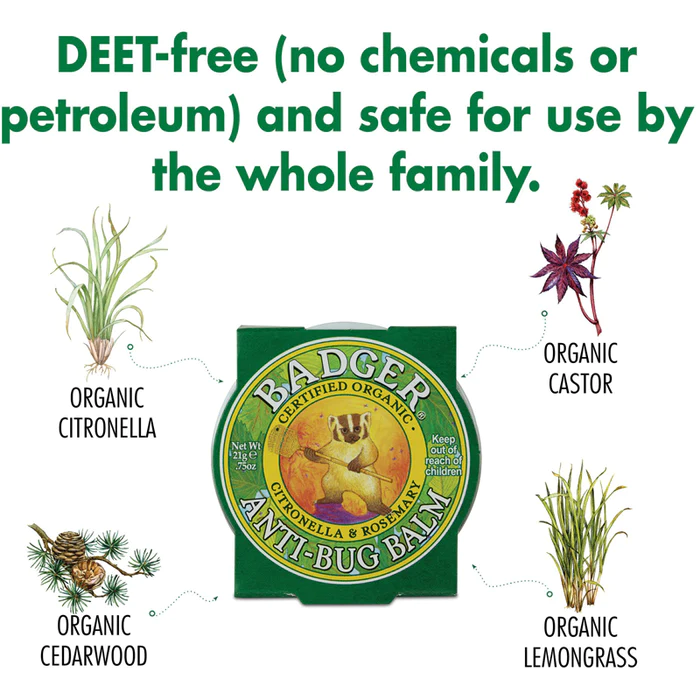 DEET-free (no chemicals or
petroleum) and safe for use by
the whole family.
ORGANIC
CITRONELLA
ORGANIC
CASTOR
BADGER®
CERTIFIED ORGANIC
Net Wt
21g e
.75oz
Keep
out of
reach of
children
CITRONELLA & ROSEMARY
ANTI-BUG BALM
ORGANIC
CEDARWOOD
ORGANIC
LEMONGRASS